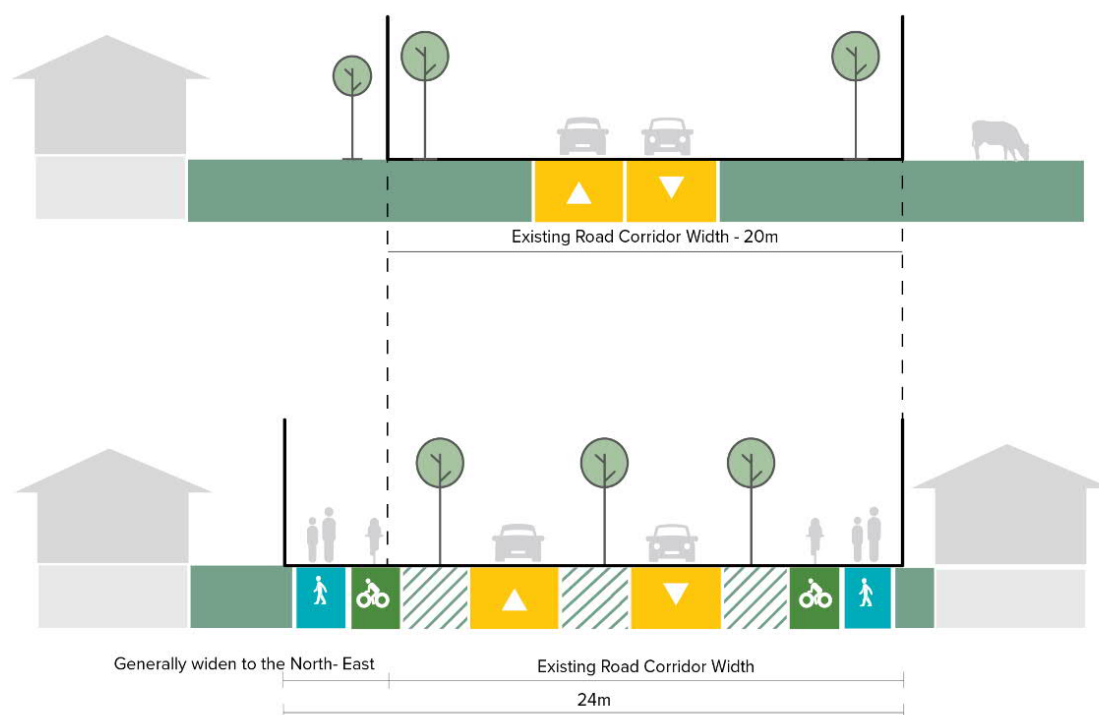 Existing Road Corridor Width - 20m
Generally widen to the North- East
Existing Road Corridor Width
24m